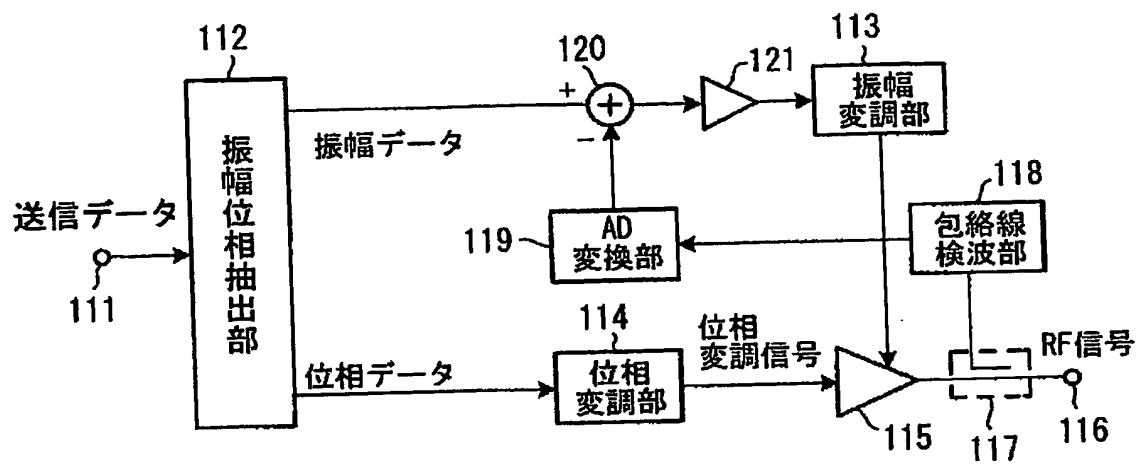 112
120
121
113
+
振幅
変調部
+
振幅データ
−
118
振幅位相抽出部
送信データ
119
AD
変換部
包絡線
検波部
111
114
位相
変調信号
RF信号
位相データ
位相
変調部
115
117
116